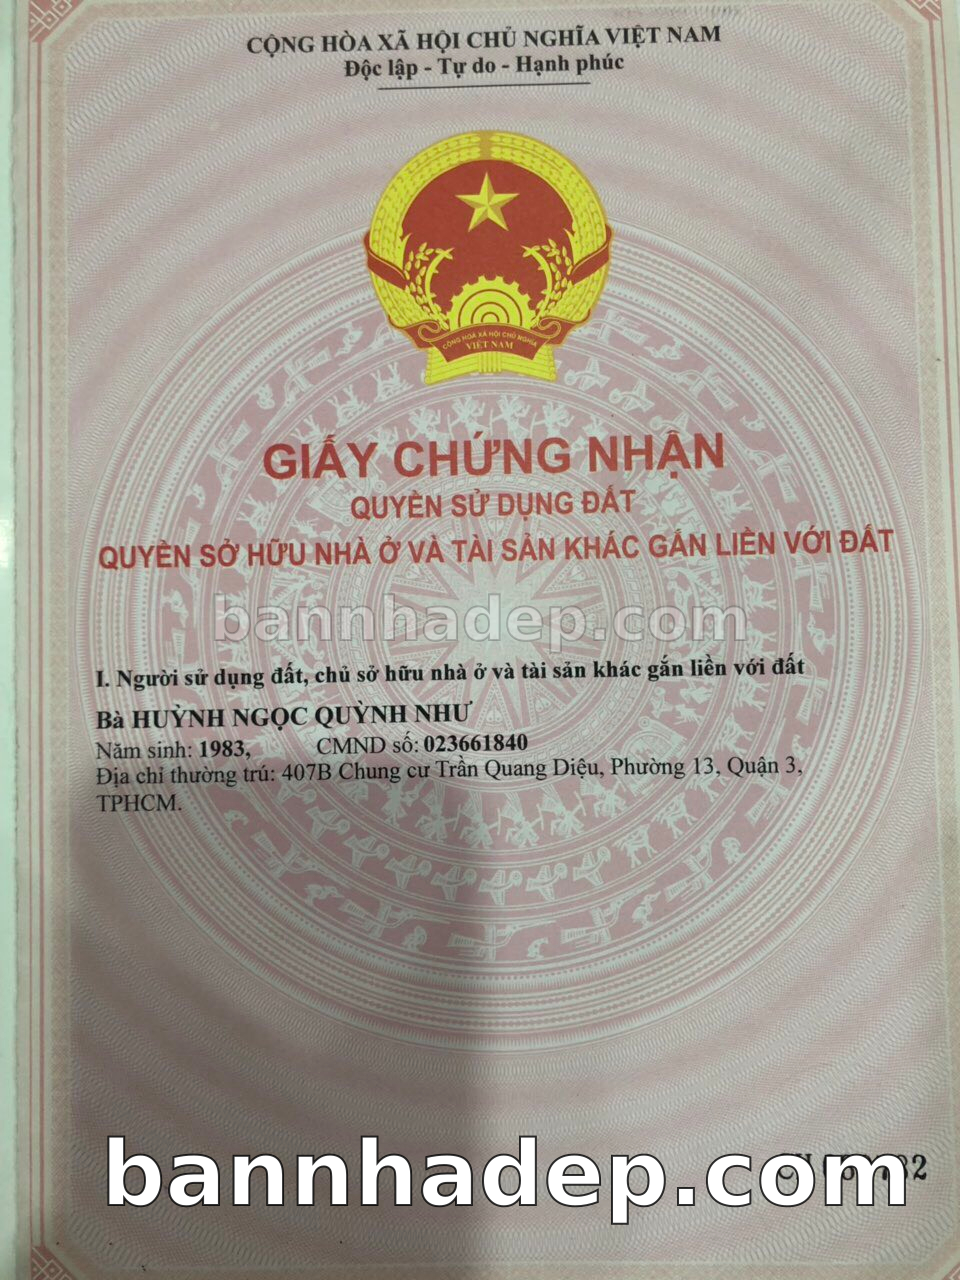 CỘNG HÒA XÃ HỘI CHỦ NGHĨA VIỆT NAM
Độc lập - Tự do - Hạnh phúc
CỘNG HOÀ XÃ HỘI CHỦ NGHĨA
VIỆT NAM
GIẤY CHỨNG NHẬN
QUYỀN SỬ DỤNG ĐẤT
QUYỀN SỞ HỮU NHÀ Ở VÀ TÀI SẢN KHÁC GẮN LIỀN VỚI ĐẤT
bannhadep.com
I. Người sử dụng đất, chủ sở hữu nhà ở và tài sản khác gắn liền với đất
Bà HUỲNH NGỌC QUỲNH NHƯ
Năm sinh: 1983, CMND số: 023661840
Địa chỉ thường trú: 407B Chung cư Trần Quang Diệu, Phường 13, Quận 3,
TPHCM.
bannhadep.com